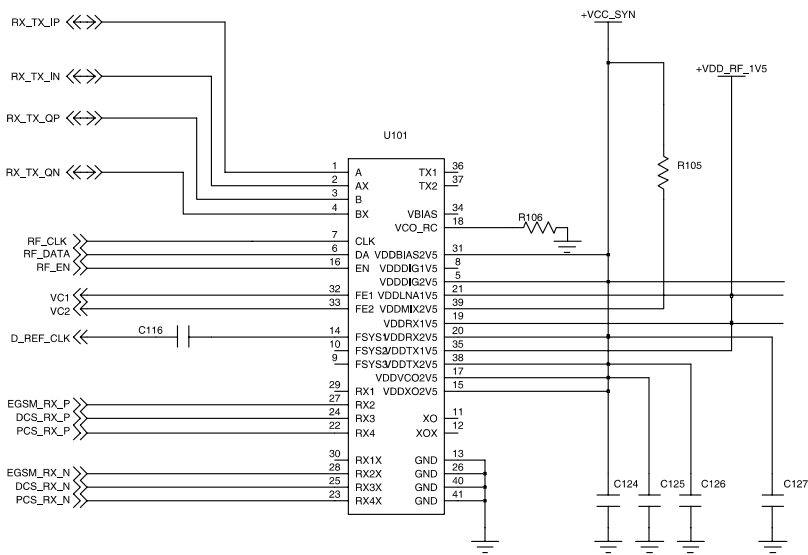 RX_TX_IP
RX_TX_IN
RX_TX_QP
RX_TX_QN
RF_CLK
RF_DATA
RF_EN
VC1
VC2
D_REF_CLK
C116
EGSM_RX_P
DCS_RX_P
PCS_RX_P
EGSM_RX_N
DCS_RX_N
PCS_RX_N
U101
1 A TX1 36
2 AX TX2 37
3 B
4 BX VBIAS 34
VCO_RC 18
7 CLK
6 DA VDDBIAS2V5 31
16 EN VDDDIG1V5 8
VDDDIG2V5 5
32 FE1 VDDLNA1V5 21
33 FE2 VDDMIX2V5 39
VDDRX1V5 19
14 FSYS1 VDDRX2V5 20
10 FSYS2 VDDTX1V5 35
9 FSYS3 VDDTX2V5 38
VDDVCO2V5 17
29 RX1 VDDXO2V5 15
27 RX2
24 RX3 XO 11
22 RX4 XOX 12
30 RX1X GND 13
28 RX2X GND 26
25 RX3X GND 40
23 RX4X GND 41
+VCC_SYN
+VDD_RF_1V5
R105
R106
C124
C125
C126
C127